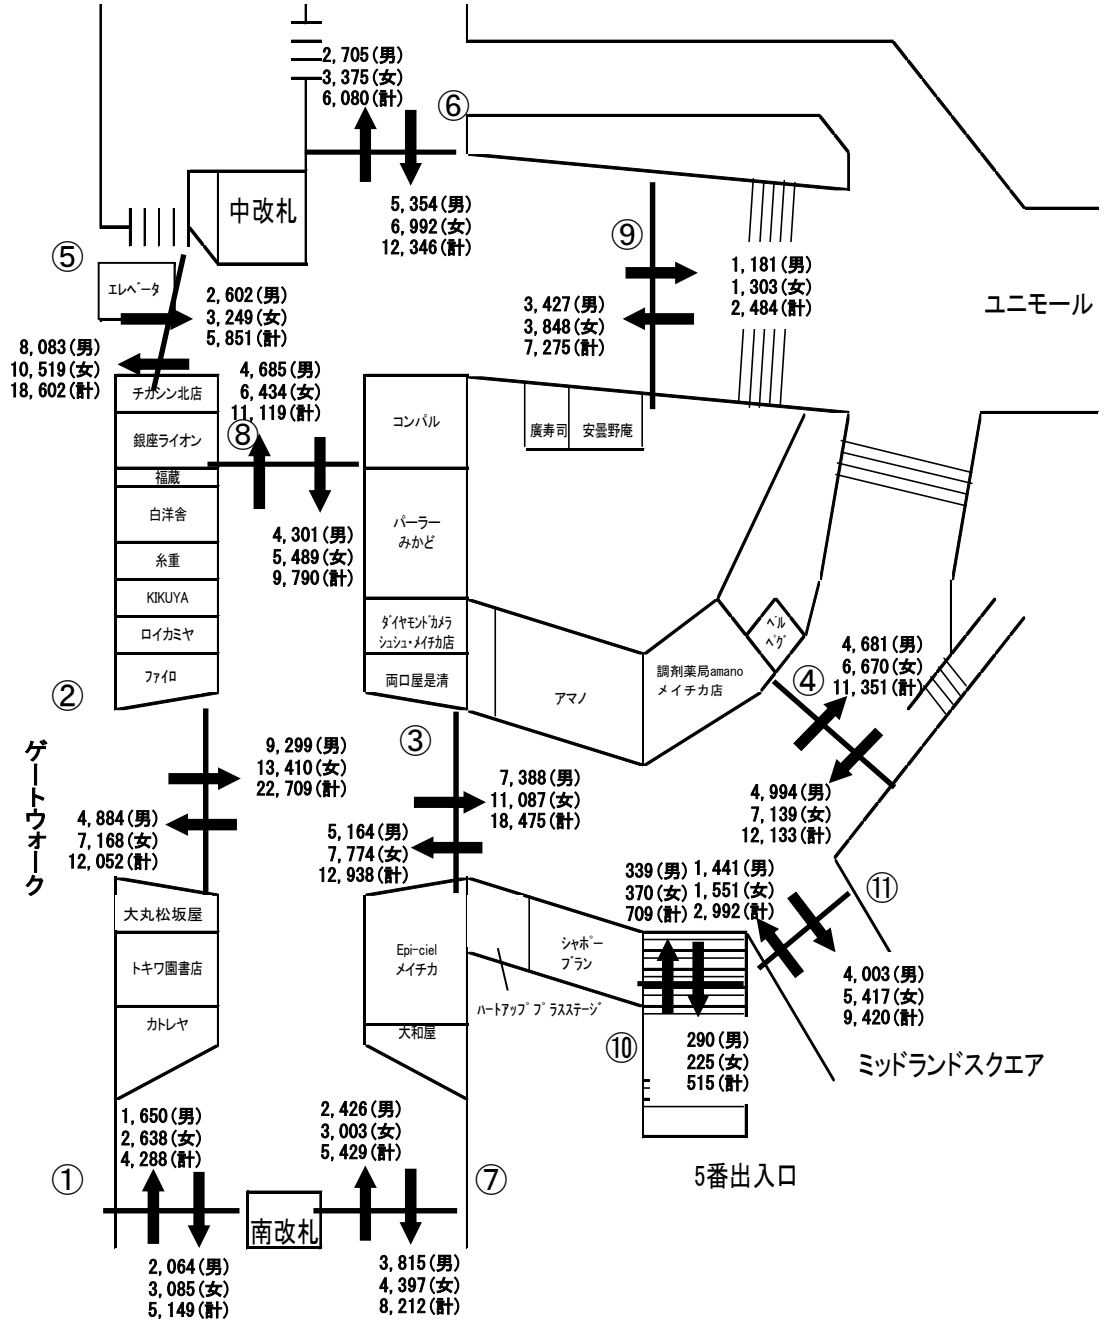 2,705(男)
3,375(女)
6,080(計)
⑥
中改札
5,354(男)
6,992(女)
12,346(計)
⑨
⑤
エレベータ
2,602(男)
3,249(女)
5,851(計)
1,181(男)
1,303(女)
2,484(計)
ユニモール
3,427(男)
3,848(女)
7,275(計)
8,083(男)
10,519(女)
18,602(計)
4,685(男)
6,434(女)
11,119(計)
チカシン北店
銀座ライオン
⑧
福蔵
白洋舎
糸重
KIKUYA
ロイカミヤ
ファイロ
コンパル
廣寿司
安曇野庵
4,301(男)
5,489(女)
9,790(計)
パーラー
みかど
ダイヤモンドカメラ
シュシュ・メイチカ店
両口屋是清
アマノ
調剤薬局amano
メイチカ店
ベル
ペグ
4,681(男)
6,670(女)
11,351(計)
②
③
④
ゲートウォーク
9,299(男)
13,410(女)
22,709(計)
4,884(男)
7,168(女)
12,052(計)
7,388(男)
11,087(女)
18,475(計)
5,164(男)
7,774(女)
12,938(計)
4,994(男)
7,139(女)
12,133(計)
339(男)
370(女)
709(計)
1,441(男)
1,551(女)
2,992(計)
⑪
大丸松坂屋
トキワ園書店
カトレヤ
Epi-ciel
メイチカ
大和屋
シャポー
ブラン
ハートアップ プラスステージ
4,003(男)
5,417(女)
9,420(計)
⑩
290(男)
225(女)
515(計)
ミッドランドスクエア
1,650(男)
2,638(女)
4,288(計)
2,426(男)
3,003(女)
5,429(計)
①
⑦
5番出入口
南改札
2,064(男)
3,085(女)
5,149(計)
3,815(男)
4,397(女)
8,212(計)